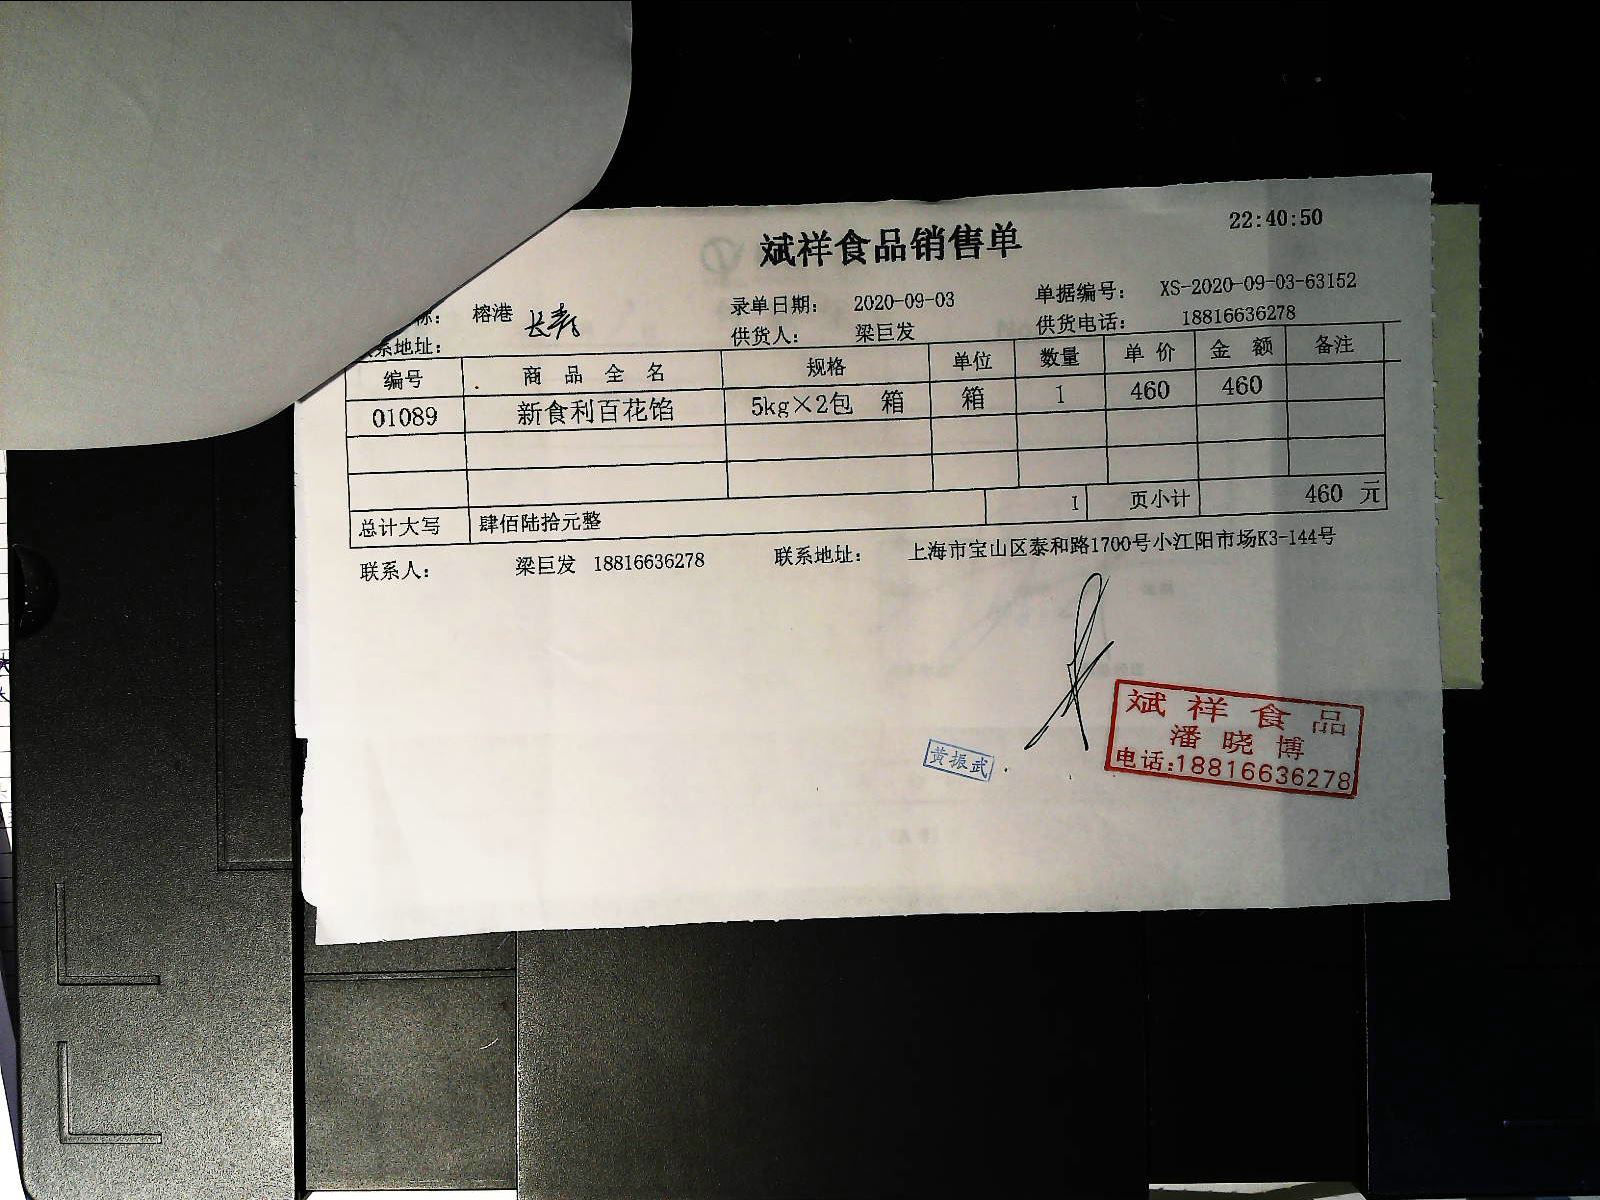 22:40:50
斌祥食品销售单
称： 榕港 长寿 录单日期： 2020-09-03 单据编号： XS-2020-09-03-63152
系地址： 供货人： 梁巨发 供货电话： 18816636278
编号 商 品 全 名 规格 单位 数量 单 价 金 额 备注
01089 新食利百花馅 5kg×2包 箱 箱 1 460 460
总计大写 肆佰陆拾元整 1 页小计 460 元
联系人： 梁巨发 18816636278 联系地址： 上海市宝山区泰和路1700号小江阳市场K3-144号
斌祥食品
潘晓博
电话:18816636278
黄振武